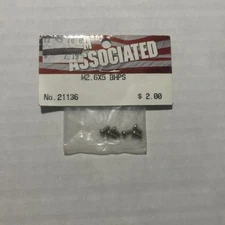 ASSOCIATED
M2.6X5 BHPS
No.21136 $ 2.00